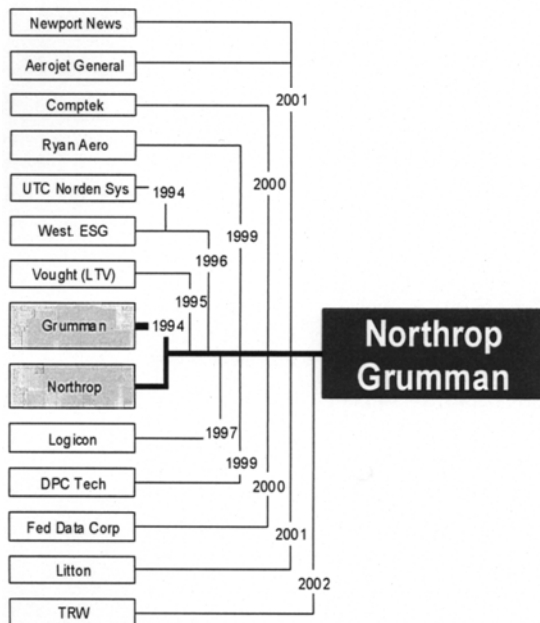 Newport News
Aerojet General
2001
Comptek
Ryan Aero
2000
UTC Norden Sys
1994
West. ESG
1999
1996
Vought (LTV)
1995
Grumman
1994
Northrop
Grumman
Northrop
Logicon
1997
1999
DPC Tech
2000
Fed Data Corp
2001
Litton
2002
TRW